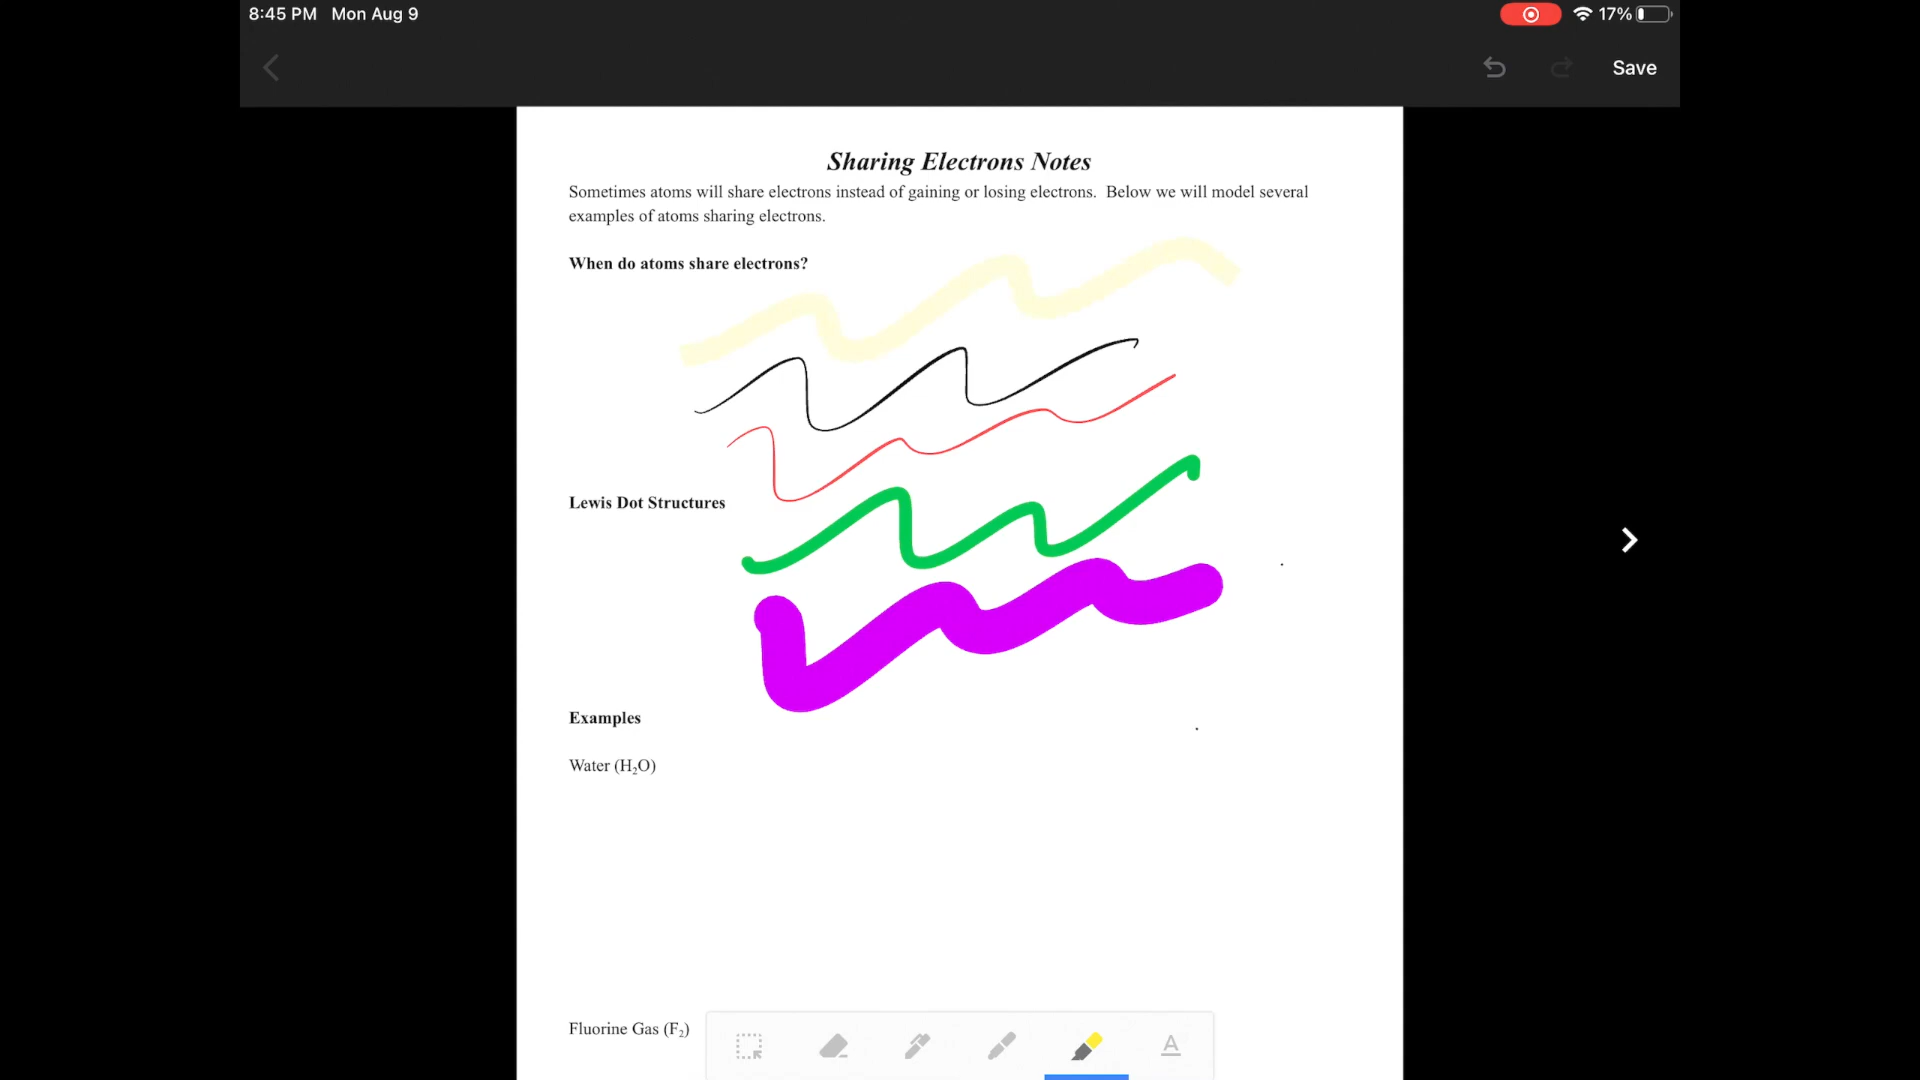 8:45 PM Mon Aug 9
17%
Save
Sharing Electrons Notes
Sometimes atoms will share electrons instead of gaining or losing electrons. Below we will model several
examples of atoms sharing electrons.
When do atoms share electrons?
Lewis Dot Structures
Examples
Water (H₂O)
Fluorine Gas (F₂)
A